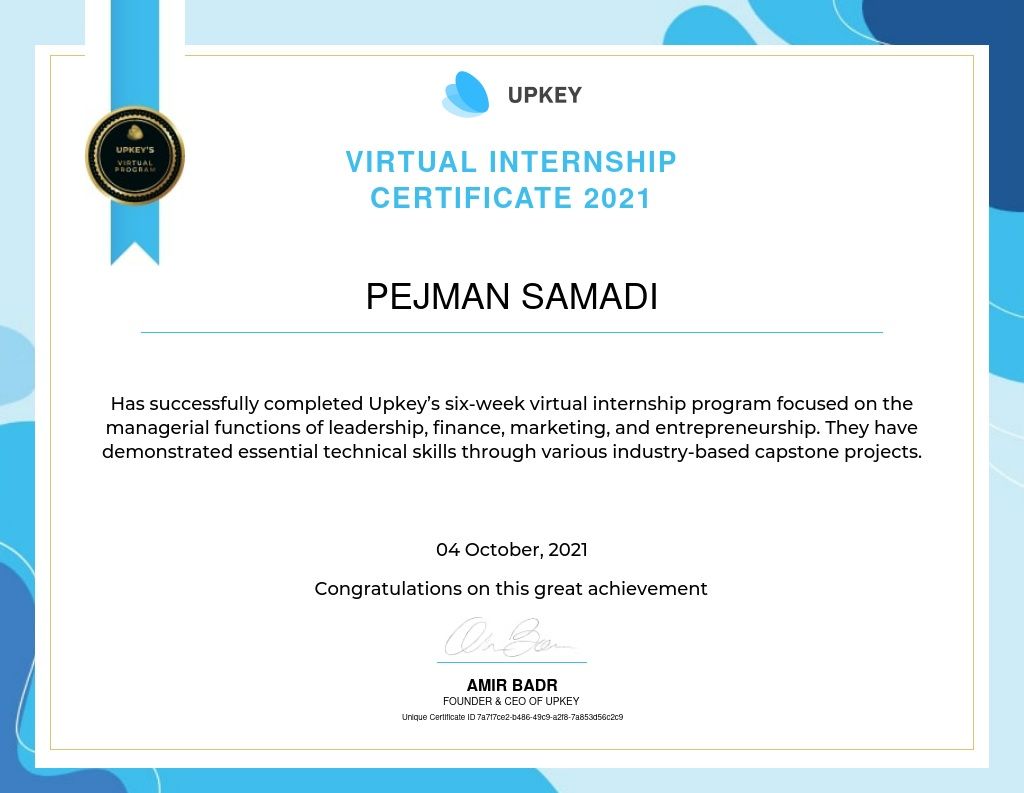 UPKEY
UPKEY'S
VIRTUAL
PROGRAM
VIRTUAL INTERNSHIP
CERTIFICATE 2021
PEJMAN SAMADI
Has successfully completed Upkey’s six-week virtual internship program focused on the
managerial functions of leadership, finance, marketing, and entrepreneurship. They have
demonstrated essential technical skills through various industry-based capstone projects.
04 October, 2021
Congratulations on this great achievement
AMIR BADR
FOUNDER & CEO OF UPKEY
Unique Certificate ID 7a7f7ce2-b486-49c9-a2f8-7a853d56c2c9